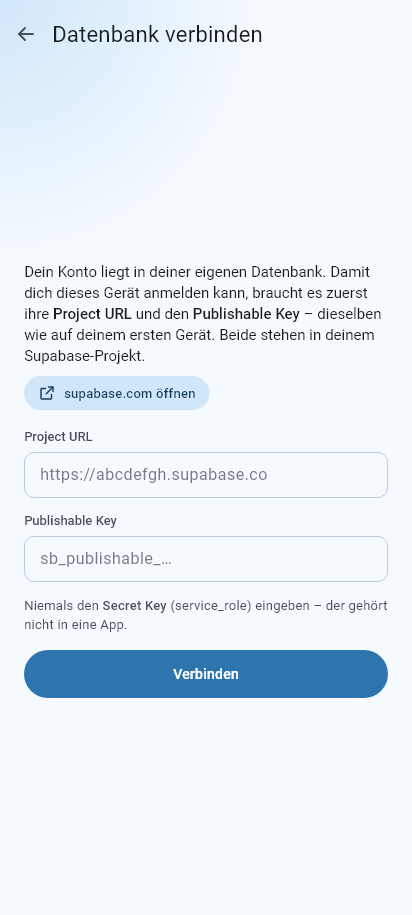 Datenbank verbinden
Dein Konto liegt in deiner eigenen Datenbank. Damit
dich dieses Gerät anmelden kann, braucht es zuerst
ihre Project URL und den Publishable Key – dieselben
wie auf deinem ersten Gerät. Beide stehen in deinem
Supabase-Projekt.
supabase.com öffnen
Project URL
https://abcdefgh.supabase.co
Publishable Key
sb_publishable_…
Niemals den Secret Key (service_role) eingeben – der gehört
nicht in eine App.
Verbinden